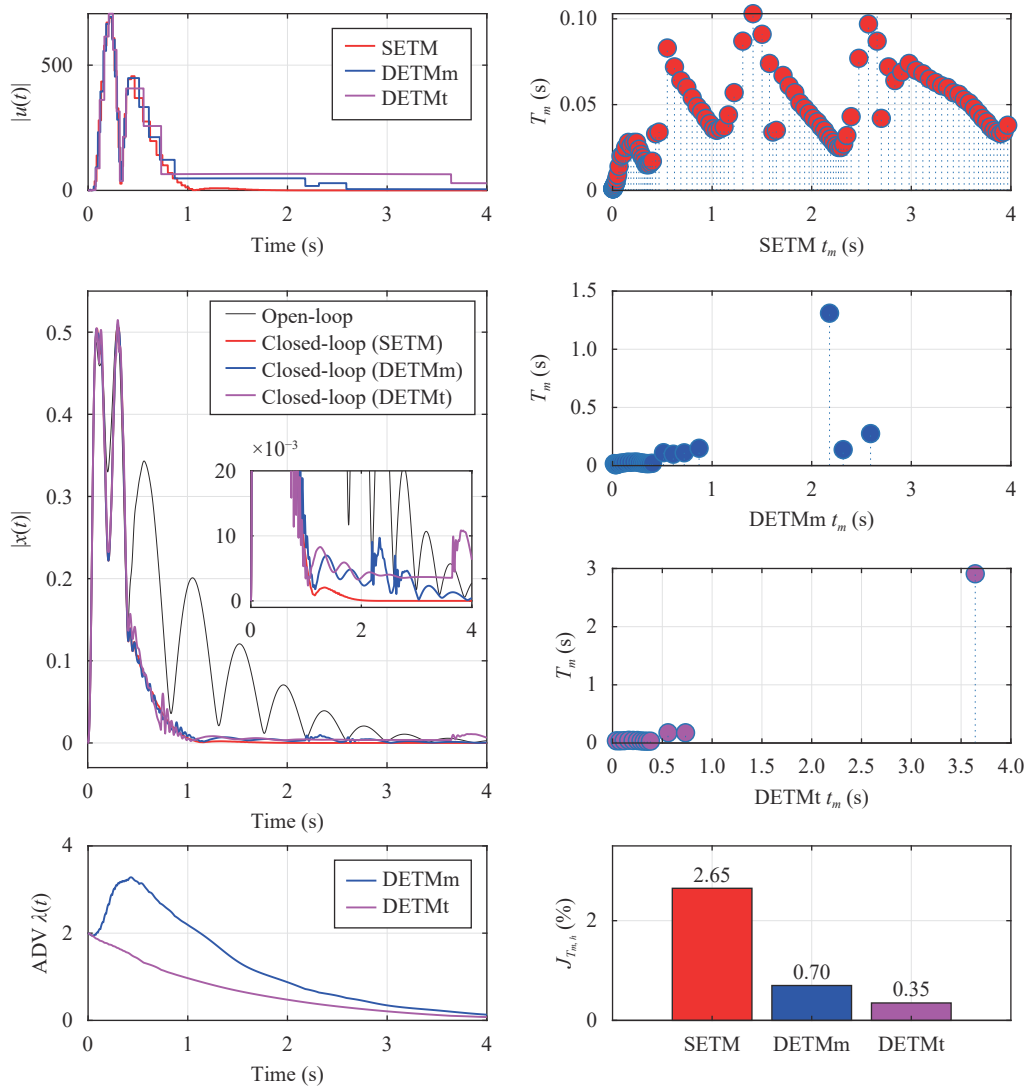 SETM
DETMm
DETMt
500
0
|u(t)|
0 1 2 3 4
Time (s)
0.10
0.05
0
T_m (s)
0 1 2 3 4
SETM t_m (s)
Open-loop
Closed-loop (SETM)
Closed-loop (DETMm)
Closed-loop (DETMt)
×10⁻³
20
10
0
0 2 4
0.5
0.4
0.3
0.2
0.1
0
|x(t)|
0 1 2 3 4
Time (s)
1.5
1.0
0.5
0
T_m (s)
0 1 2 3 4
DETMm t_m (s)
3
2
1
0
T_m (s)
0 0.5 1.0 1.5 2.0 2.5 3.0 3.5 4.0
DETMt t_m (s)
DETMm
DETMt
4
2
0
ADV λ(t)
0 1 2 3 4
Time (s)
2.65
0.70
0.35
2
0
J_{T_{m, h}} (%)
SETM DETMm DETMt